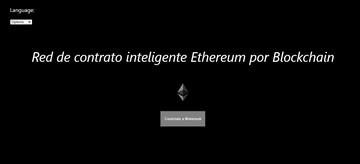 Language:
Red de contrato inteligente Ethereum por Blockchain